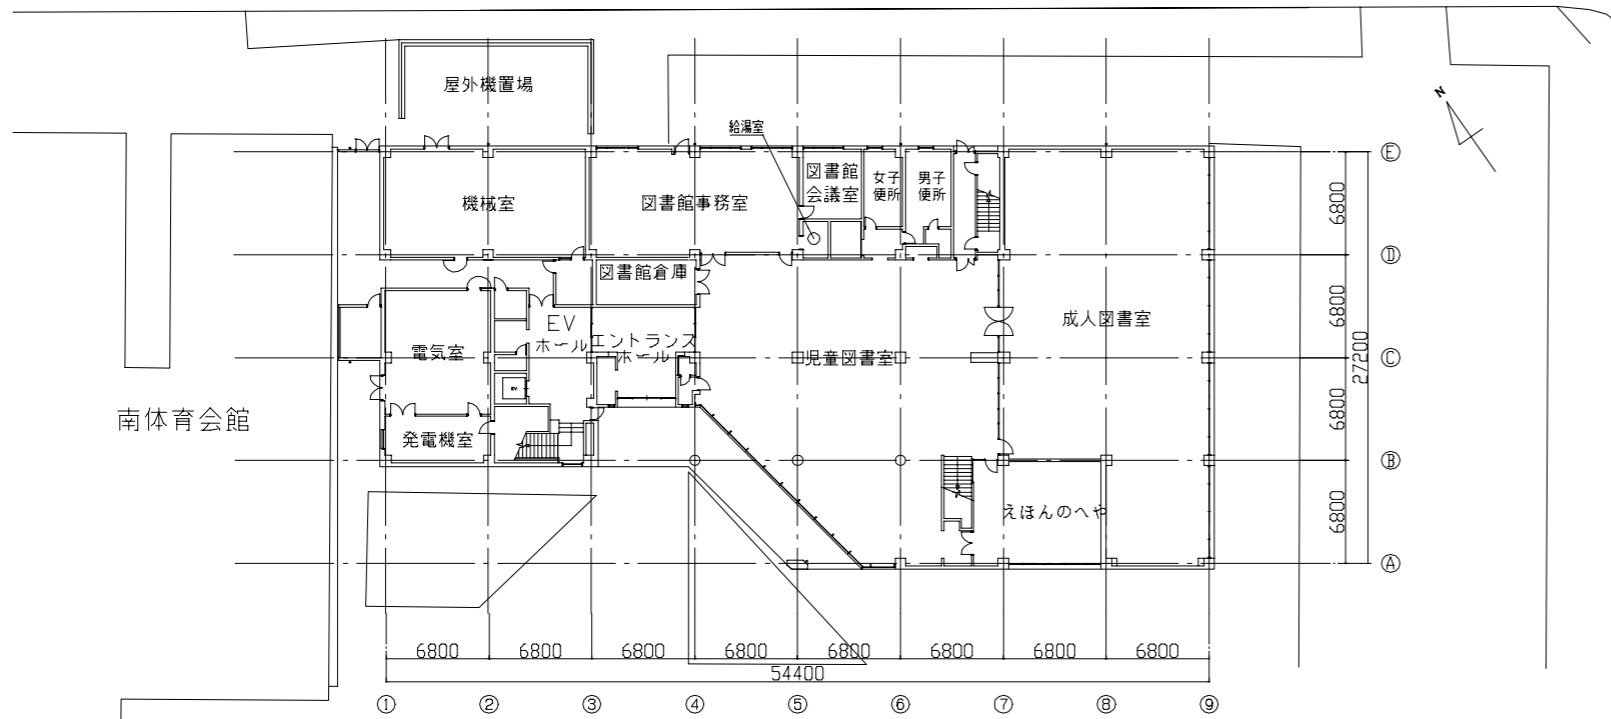 屋外機置場
N
給湯室
Ⓔ
図書館
会議室
女子
便所
男子
便所
機械室
図書館事務室
6800
Ⓓ
図書館倉庫
EV
ホール
エントランス
ホール
電気室
成人図書室
6800
児童図書室
Ⓒ
27200
EV
南体育会館
発電機室
6800
Ⓑ
えほんのへや
6800
Ⓐ
6800
6800
6800
6800
6800
6800
6800
6800
54400
①
②
③
④
⑤
⑥
⑦
⑧
⑨